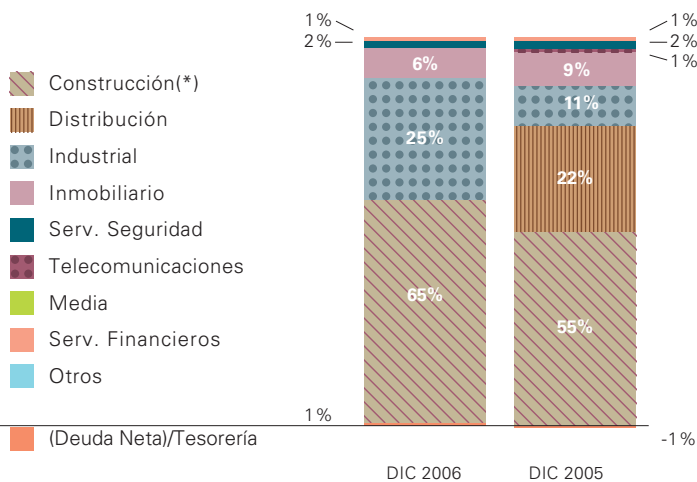 1%
2%
6%
25%
65%
1%
1%
2%
1%
9%
11%
22%
55%
-1%
Construcción(*)
Distribución
Industrial
Inmobiliario
Serv. Seguridad
Telecomunicaciones
Media
Serv. Financieros
Otros
(Deuda Neta)/Tesorería
DIC 2006
DIC 2005